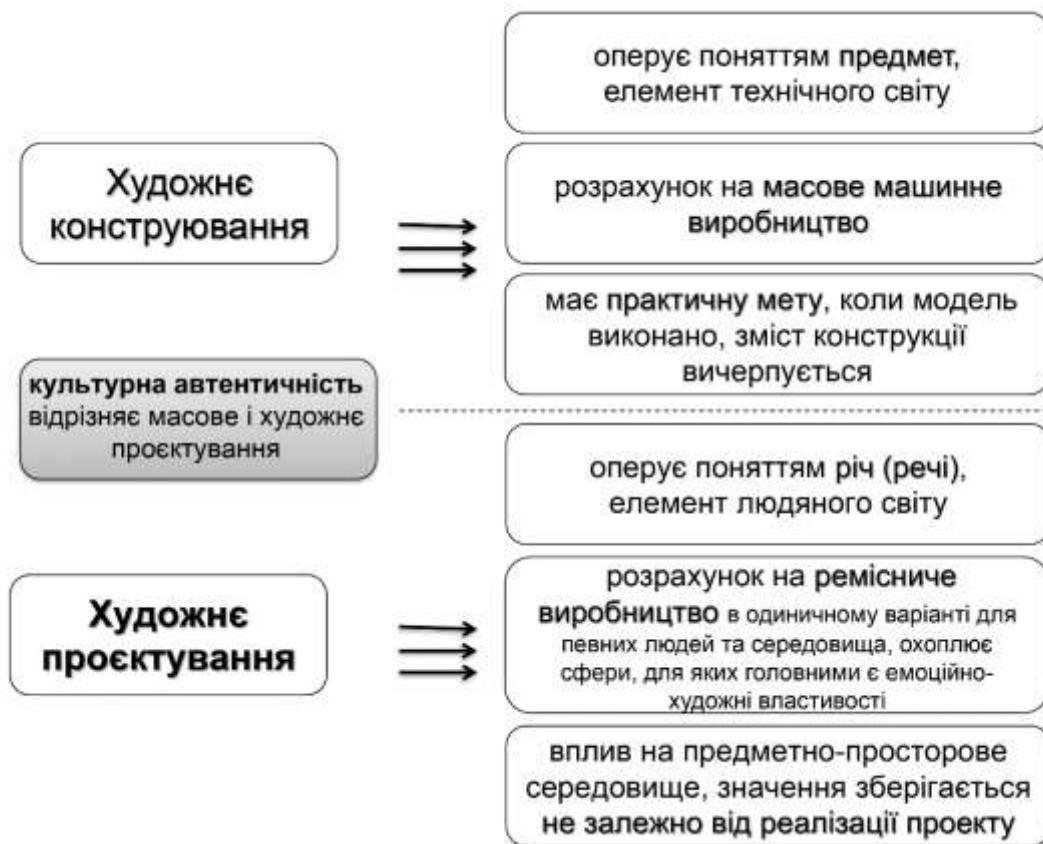 Художнє
конструювання
оперує поняттям предмет,
елемент технічного світу
розрахунок на масове машинне
виробництво
має практичну мету, коли модель
виконано, зміст конструкції
вичерпується
культурна автентичність
відрізняє масове і художнє
проєктування
Художнє
проєктування
оперує поняттям річ (речі),
елемент людяного світу
розрахунок на ремісниче
виробництво в одиничному варіанті для
певних людей та середовища, охоплює
сфери, для яких головними є емоційно-
художні властивості
вплив на предметно-просторове
середовище, значення зберігається
не залежно від реалізації проекту